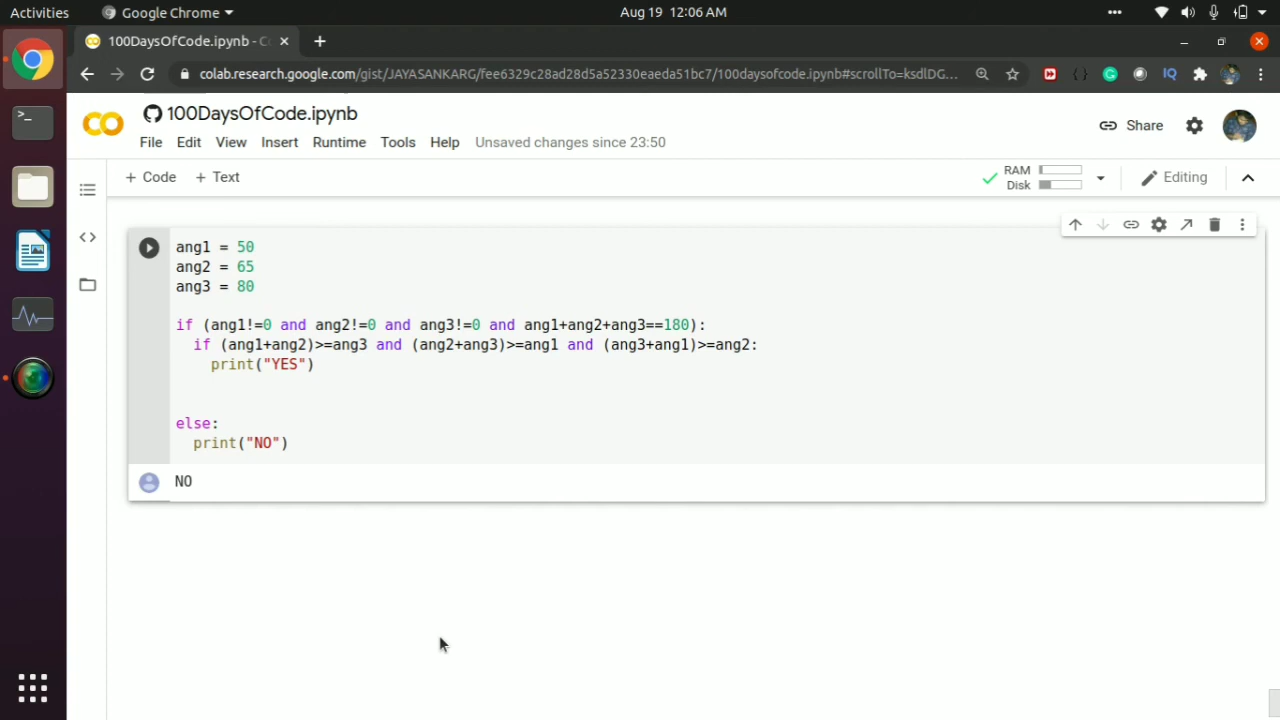 Activities
Google Chrome
Aug 19 12:06 AM
100DaysOfCode.ipynb - C
colab.research.google.com/gist/JAYASANKARG/fee6329c28ad28d5a52330eaeda51bc7/100daysofcode.ipynb#scrollTo=ksdlDG...
IQ
100DaysOfCode.ipynb
File Edit View Insert Runtime Tools Help Unsaved changes since 23:50
Share
+ Code + Text
RAM
Disk
Editing
ang1 = 50
ang2 = 65
ang3 = 80
if (ang1!=0 and ang2!=0 and ang3!=0 and ang1+ang2+ang3==180):
if (ang1+ang2)>=ang3 and (ang2+ang3)>=ang1 and (ang3+ang1)>=ang2:
print("YES")
else:
print("NO")
NO